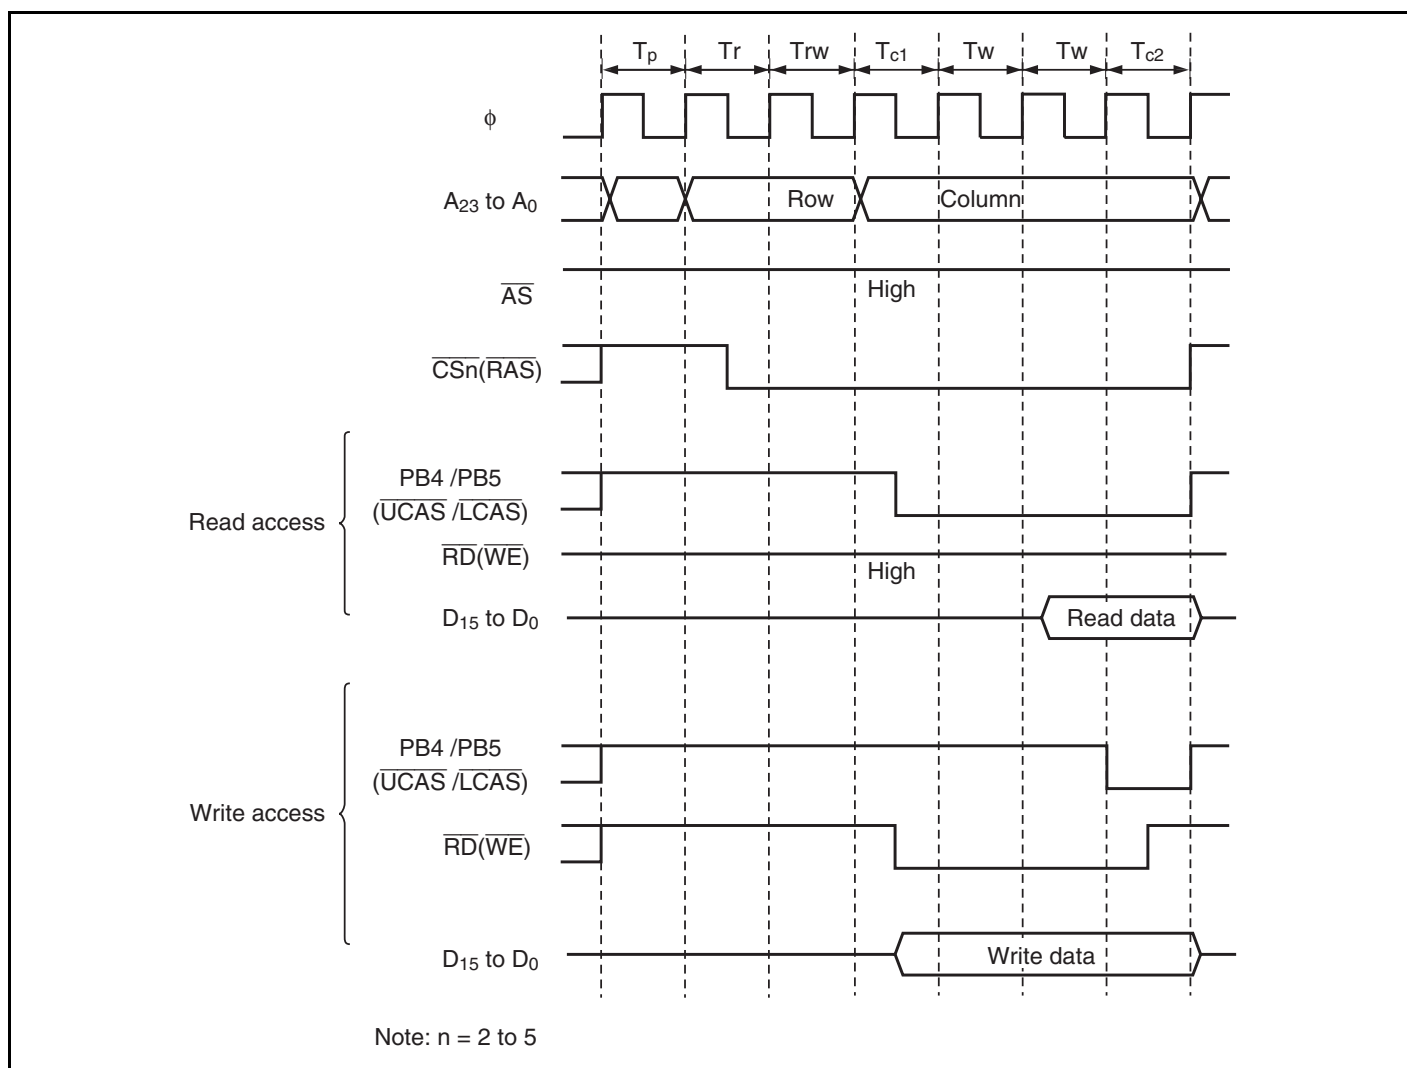 Tp Tr Trw Tc1 Tw Tw Tc2
ϕ
A23 to A0
Row
Column
AS
High
CSn(RAS)
Read access
PB4 /PB5
(UCAS /LCAS)
RD(WE)
High
D15 to D0
Read data
Write access
PB4 /PB5
(UCAS /LCAS)
RD(WE)
D15 to D0
Write data
Note: n = 2 to 5